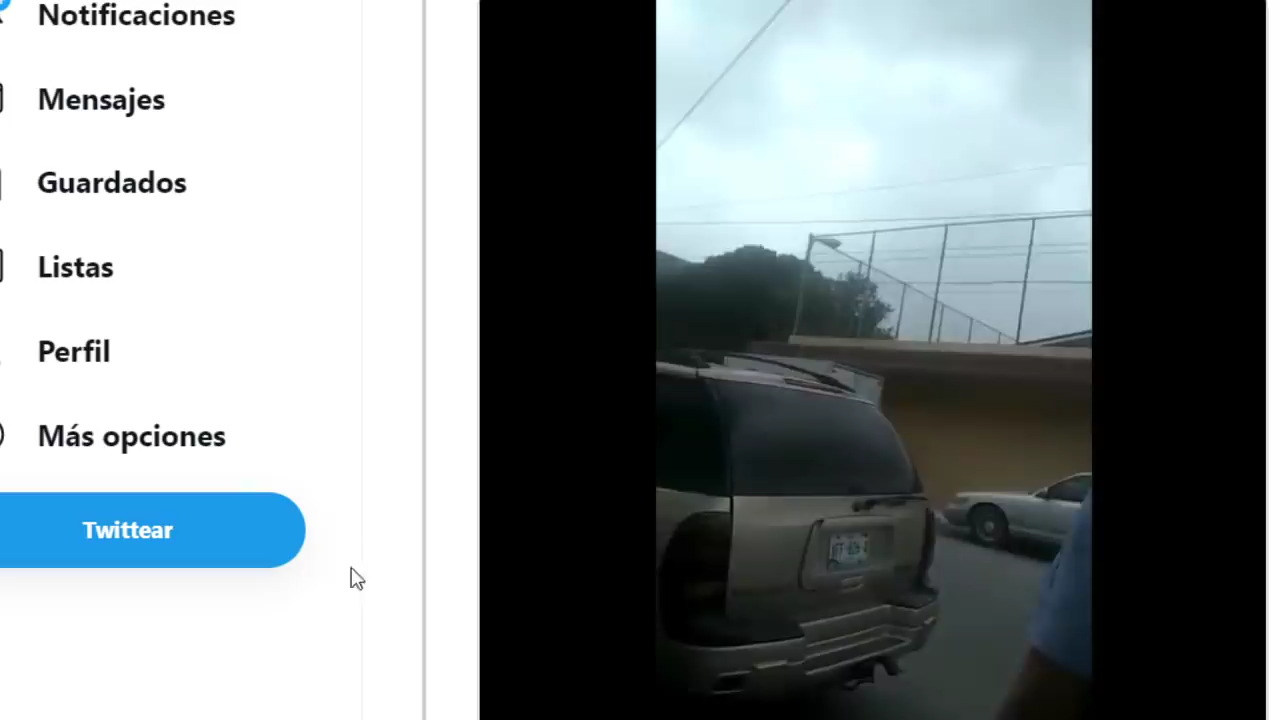 Notificaciones
Mensajes
Guardados
Listas
Perfil
Más opciones
Twittear